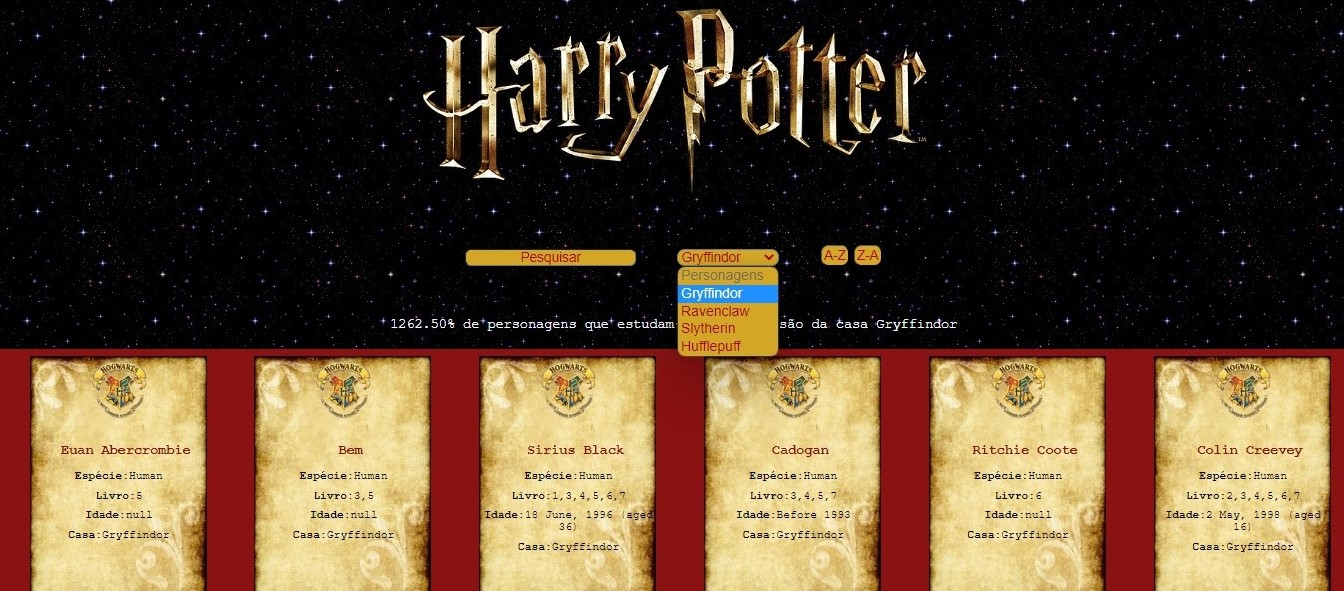 Harry Potter™
Pesquisar
Gryffindor
A-Z
Z-A
Personagens
Gryffindor
Ravenclaw
Slytherin
Hufflepuff
1262.50% de personagens que estudam são da casa Gryffindor
HOGWARTS
Euan Abercrombie
Espécie:Human
Livro:5
Idade:null
Casa:Gryffindor
HOGWARTS
Bem
Espécie:Human
Livro:3,5
Idade:null
Casa:Gryffindor
HOGWARTS
Sirius Black
Espécie:Human
Livro:1,3,4,5,6,7
Idade:18 June, 1996 (aged
36)
Casa:Gryffindor
HOGWARTS
Cadogan
Espécie:Human
Livro:3,4,5,7
Idade:Before 1993
Casa:Gryffindor
HOGWARTS
Ritchie Coote
Espécie:Human
Livro:6
Idade:null
Casa:Gryffindor
HOGWARTS
Colin Creevey
Espécie:Human
Livro:2,3,4,5,6,7
Idade:2 May, 1998 (aged
16)
Casa:Gryffindor